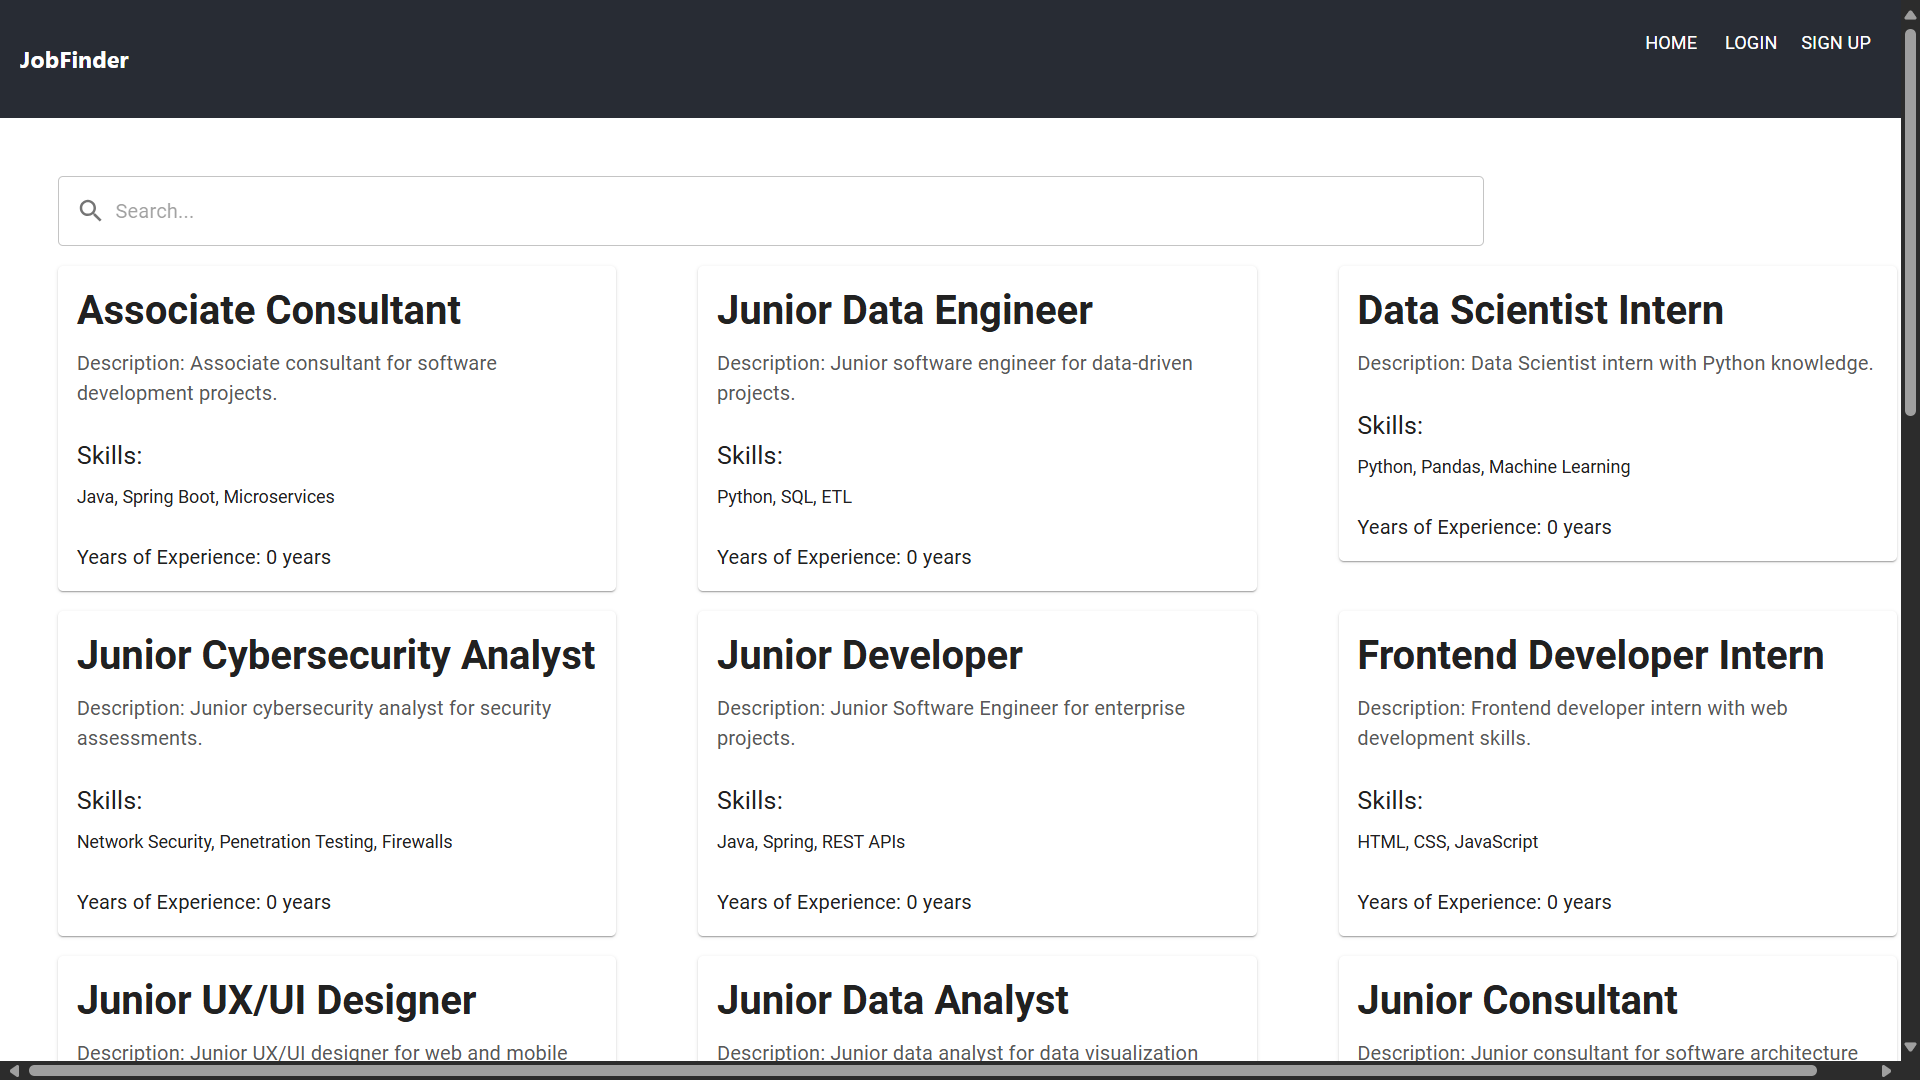 JobFinder
HOME
LOGIN
SIGN UP
Search...
Associate Consultant
Description: Associate consultant for software
development projects.
Skills:
Java, Spring Boot, Microservices
Years of Experience: 0 years
Junior Data Engineer
Description: Junior software engineer for data-driven
projects.
Skills:
Python, SQL, ETL
Years of Experience: 0 years
Data Scientist Intern
Description: Data Scientist intern with Python knowledge.
Skills:
Python, Pandas, Machine Learning
Years of Experience: 0 years
Junior Cybersecurity Analyst
Description: Junior cybersecurity analyst for security
assessments.
Skills:
Network Security, Penetration Testing, Firewalls
Years of Experience: 0 years
Junior Developer
Description: Junior Software Engineer for enterprise
projects.
Skills:
Java, Spring, REST APIs
Years of Experience: 0 years
Frontend Developer Intern
Description: Frontend developer intern with web
development skills.
Skills:
HTML, CSS, JavaScript
Years of Experience: 0 years
Junior UX/UI Designer
Description: Junior UX/UI designer for web and mobile
Junior Data Analyst
Description: Junior data analyst for data visualization
Junior Consultant
Description: Junior consultant for software architecture